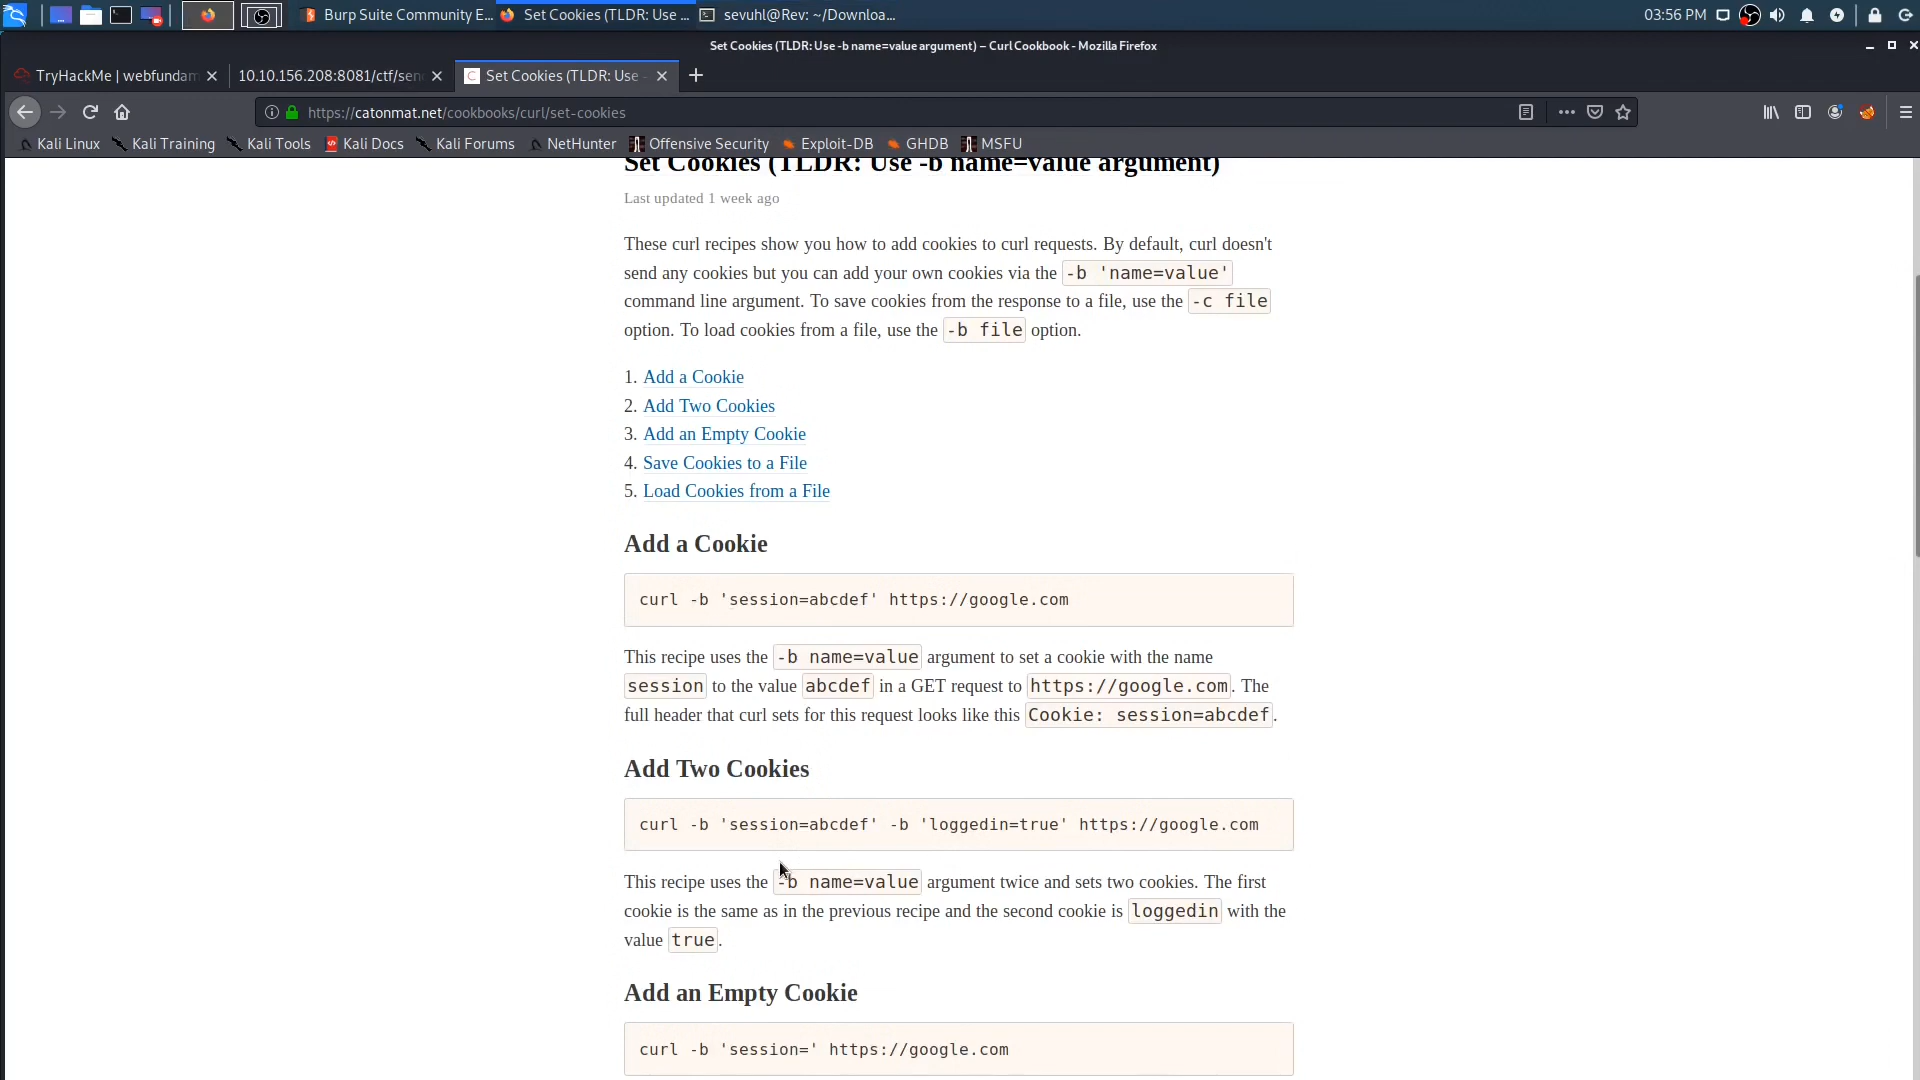 Burp Suite Community E...
Set Cookies (TLDR: Use ...
sevuhl@Rev: ~/Downloa...
03:56 PM
Set Cookies (TLDR: Use -b name=value argument) – Curl Cookbook - Mozilla Firefox
TryHackMe | webfundam
10.10.156.208:8081/ctf/sen
Set Cookies (TLDR: Use -
https://catonmat.net/cookbooks/curl/set-cookies
Kali Linux
Kali Training
Kali Tools
Kali Docs
Kali Forums
NetHunter
Offensive Security
Exploit-DB
GHDB
MSFU
Set Cookies (TLDR: Use -b name=value argument)
Last updated 1 week ago
These curl recipes show you how to add cookies to curl requests. By default, curl doesn't
send any cookies but you can add your own cookies via the -b 'name=value'
command line argument. To save cookies from the response to a file, use the -c file
option. To load cookies from a file, use the -b file option.
1. Add a Cookie
2. Add Two Cookies
3. Add an Empty Cookie
4. Save Cookies to a File
5. Load Cookies from a File
Add a Cookie
curl -b 'session=abcdef' https://google.com
This recipe uses the -b name=value argument to set a cookie with the name
session to the value abcdef in a GET request to https://google.com. The
full header that curl sets for this request looks like this Cookie: session=abcdef.
Add Two Cookies
curl -b 'session=abcdef' -b 'loggedin=true' https://google.com
This recipe uses the -b name=value argument twice and sets two cookies. The first
cookie is the same as in the previous recipe and the second cookie is loggedin with the
value true.
Add an Empty Cookie
curl -b 'session=' https://google.com